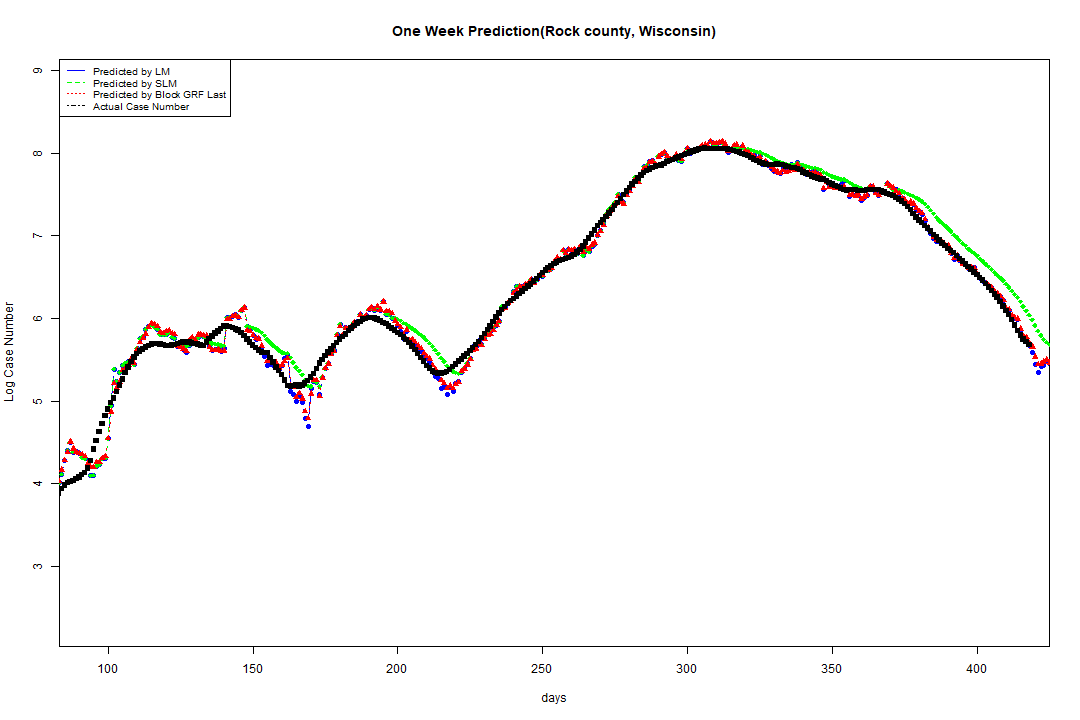 One Week Prediction(Rock county, Wisconsin)
Predicted by LM
Predicted by SLM
Predicted by Block GRF Last
Actual Case Number
9
8
7
6
5
4
3
Log Case Number
100 150 200 250 300 350 400
days